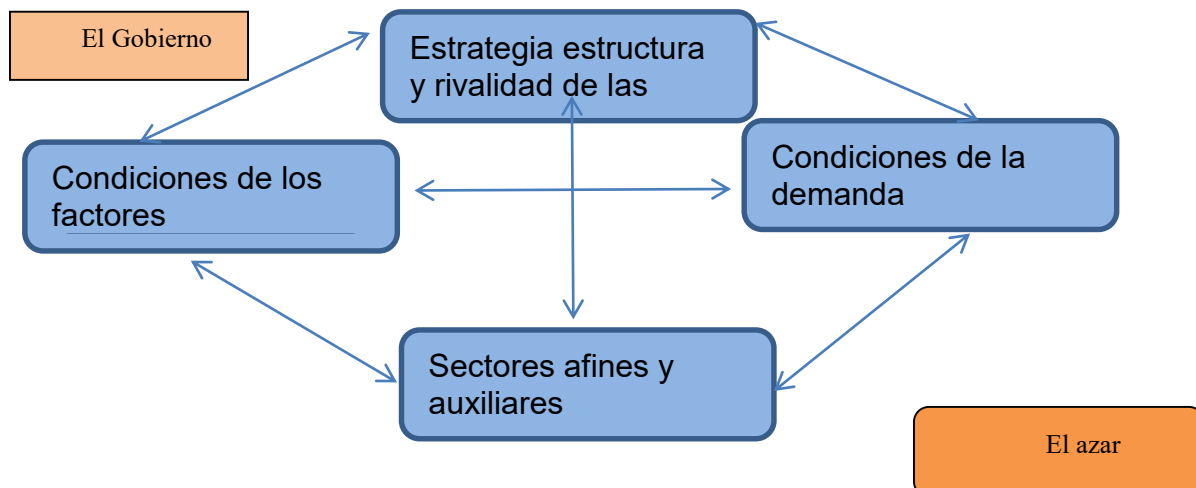 El Gobierno
Estrategia estructura
y rivalidad de las
Condiciones de los
factores
Condiciones de la
demanda
Sectores afines y
auxiliares
El azar